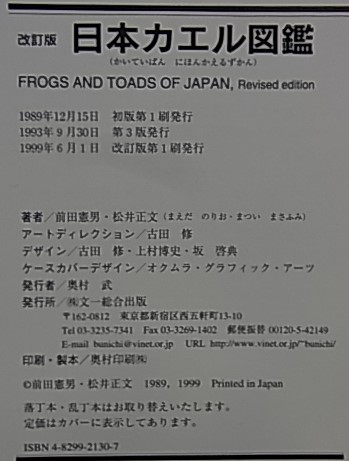 改訂版 日本カエル図鑑
(かいていばん にほんかえるずかん)
FROGS AND TOADS OF JAPAN, Revised edition
1989年12月15日 初版第1刷発行
1993年9月30日 第3版発行
1999年6月1日 改訂版第1刷発行
著者/前田憲男・松井正文(まえだ のりお・まつい まさふみ)
アートディレクション/古田 修
デザイン/古田 修・上村博史・坂 啓典
ケースカバーデザイン/オクムラ・グラフィック・アーツ
発行者/奥村 武
発行所/㈱文一総合出版
〒162-0812 東京都新宿区西五軒町13-10
Tel 03-3235-7341 Fax 03-3269-1402 郵便振替 00120-5-42149
E-mail bunichi@vinet.or.jp URL http://www.vinet.or.jp/~bunichi/
印刷・製本/奥村印刷㈱
©前田憲男・松井正文 1989, 1999 Printed in Japan
落丁本・乱丁本はお取り替えいたします。
定価はカバーに表示してあります。
ISBN 4-8299-2130-7